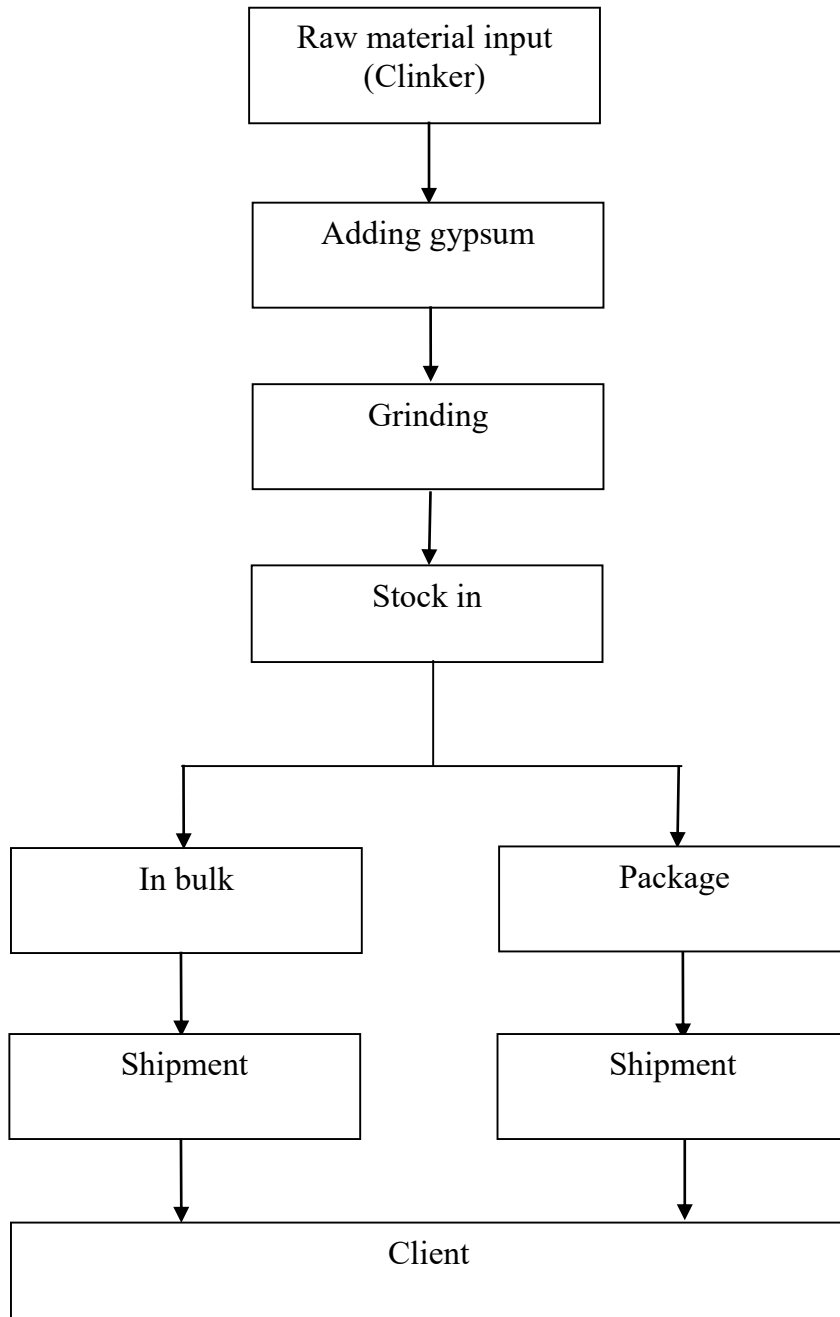 Raw material input
(Clinker)
Adding gypsum
Grinding
Stock in
In bulk
Package
Shipment
Shipment
Client